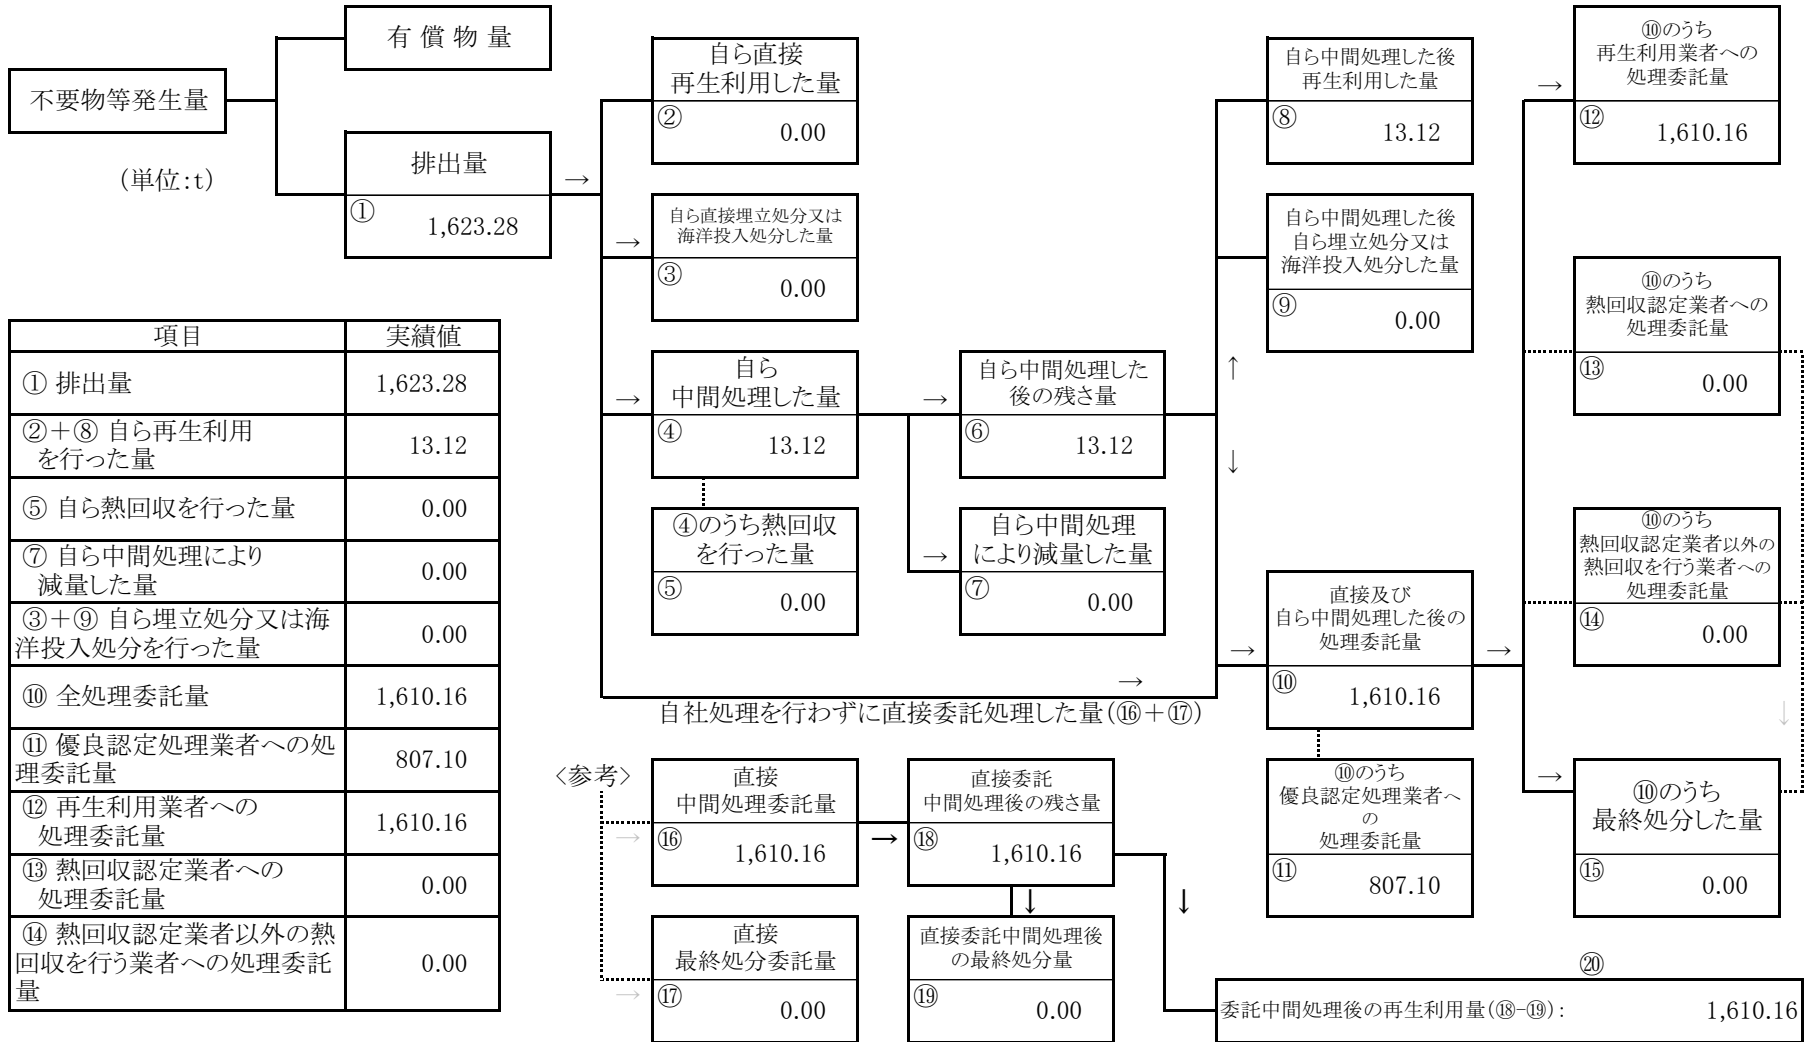 不要物等発生量
(単位:t)
有 償 物 量
排出量
①
1,623.28
→
自ら直接
再生利用した量
②
0.00
→
自ら直接埋立処分又は
海洋投入処分した量
③
0.00
→
自ら
中間処理した量
④
13.12
④のうち熱回収
を行った量
⑤
0.00
→
自ら中間処理した
後の残さ量
⑥
13.12
→
自ら中間処理
により減量した量
⑦
0.00
↑
↓
自ら中間処理した後
再生利用した量
⑧
13.12
自ら中間処理した後
自ら埋立処分又は
海洋投入処分した量
⑨
0.00
→
自社処理を行わずに直接委託処理した量(⑯+⑰)
→
直接及び
自ら中間処理した後の
処理委託量
⑩
1,610.16
⑩のうち
優良認定処理業者へ
の
処理委託量
⑪
807.10
→
→
⑩のうち
再生利用業者への
処理委託量
⑫
1,610.16
⑩のうち
熱回収認定業者への
処理委託量
⑬
0.00
⑩のうち
熱回収認定業者以外の
熱回収を行う業者への
処理委託量
⑭
0.00
↓
→
⑩のうち
最終処分した量
⑮
0.00
項目 実績値
① 排出量 1,623.28
②+⑧ 自ら再生利用
を行った量
13.12
⑤ 自ら熱回収を行った量 0.00
⑦ 自ら中間処理により
減量した量
0.00
③+⑨ 自ら埋立処分又は海
洋投入処分を行った量
0.00
⑩ 全処理委託量 1,610.16
⑪ 優良認定処理業者への処
理委託量
807.10
⑫ 再生利用業者への
処理委託量
1,610.16
⑬ 熱回収認定業者への
処理委託量
0.00
⑭ 熱回収認定業者以外の熱
回収を行う業者への処理委託
量
0.00
<参考>
→
直接
中間処理委託量
⑯
1,610.16
→
直接委託
中間処理後の残さ量
⑱
1,610.16
↓
↓
→
直接
最終処分委託量
⑰
0.00
直接委託中間処理後
の最終処分量
⑲
0.00
⑳
委託中間処理後の再生利用量(⑱-⑲): 1,610.16